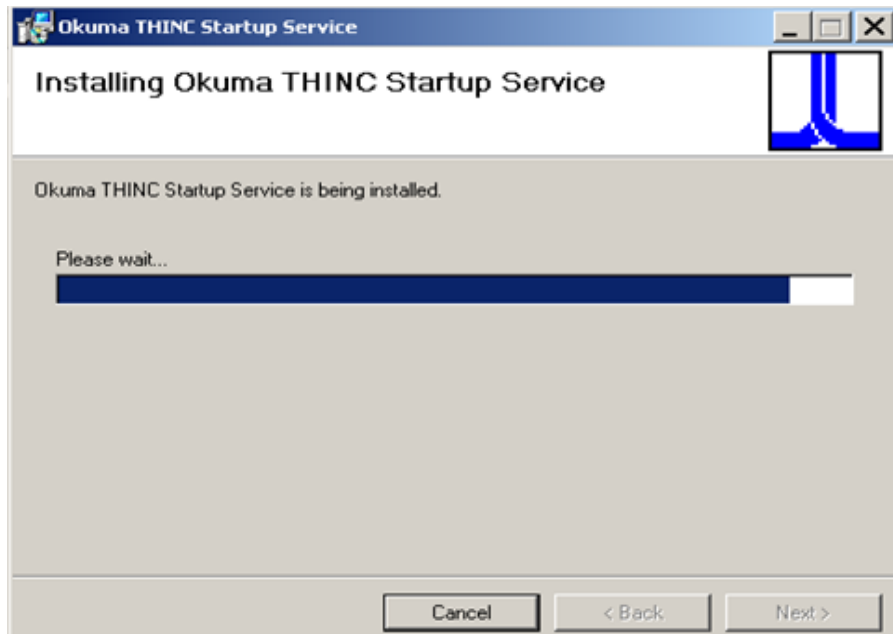 Okuma THINC Startup Service
Installing Okuma THINC Startup Service
Okuma THINC Startup Service is being installed.
Please wait...
Cancel
< Back
Next >